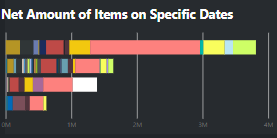 Net Amount of Items on Specific Dates
0M 1M 2M 3M 4M